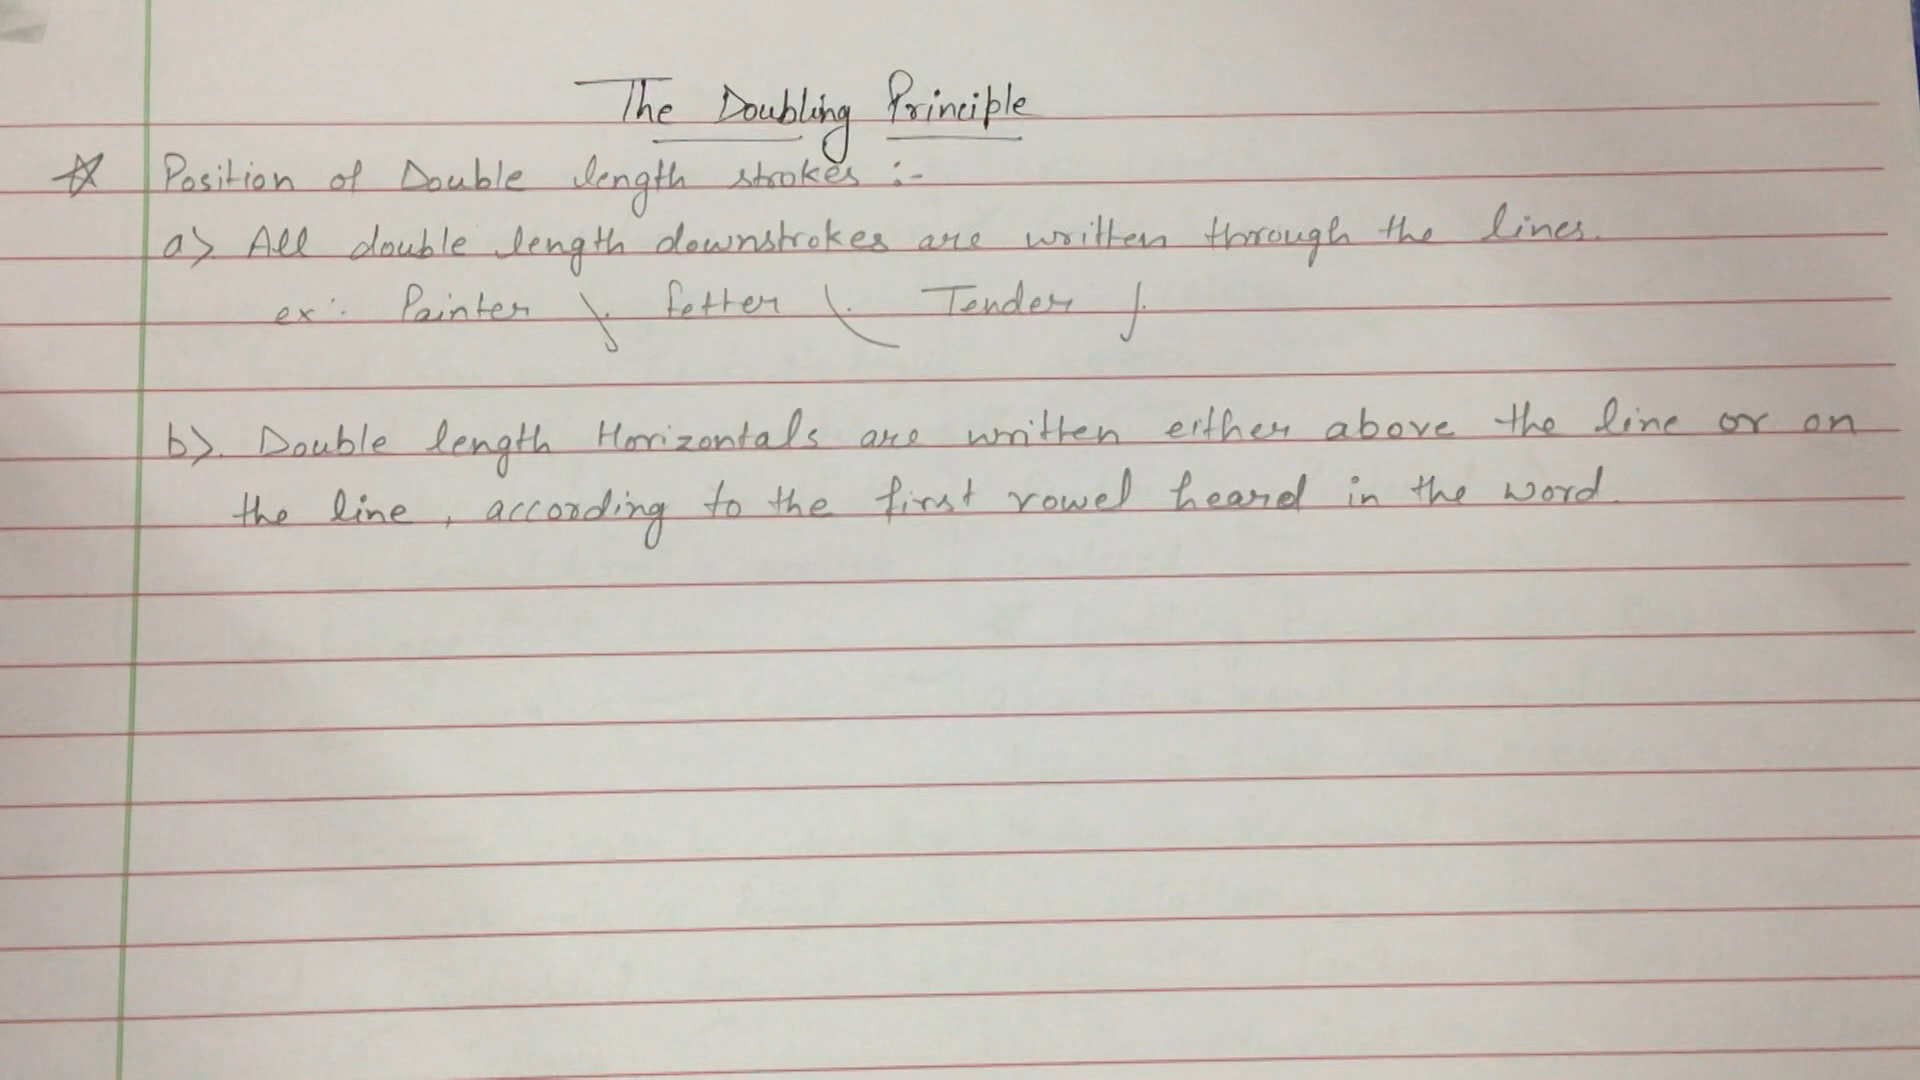 The Doubling Principle
☆ Position of Double length strokes :-
a) All double length downstrokes are written through the lines.
ex: Painter fetter Tender
b). Double length Horizontals are written either above the line or on
the line, according to the first vowel heard in the word.